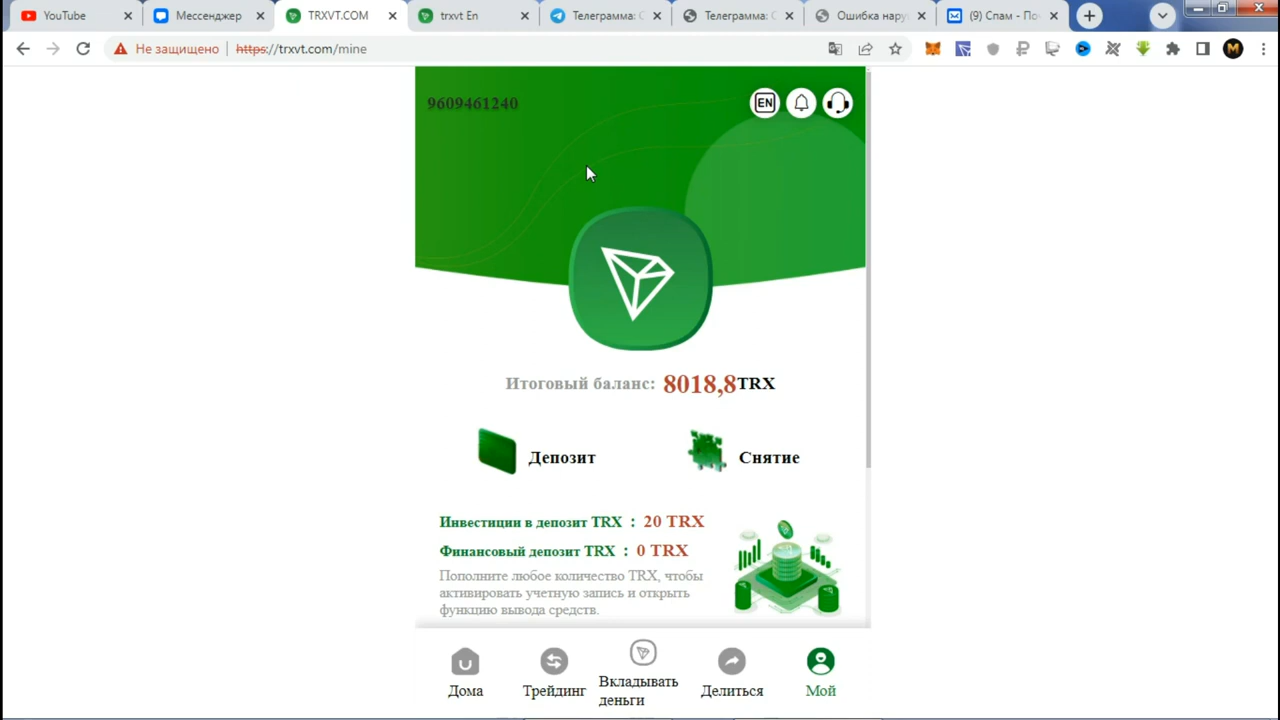 YouTube
Мессенджер
TRXVT.COM
trxvt En
Телеграмма: С
Телеграмма: С
Ошибка нару
(9) Спам - По
Не защищено
https://trxvt.com/mine
9609461240
EN
Итоговый баланс: 8018,8TRX
Депозит
Снятие
Инвестиции в депозит TRX : 20 TRX
Финансовый депозит TRX : 0 TRX
Пополните любое количество TRX, чтобы
активировать учетную запись и открыть
функцию вывода средств.
Дома
Трейдинг
Вкладывать
деньги
Делиться
Мой